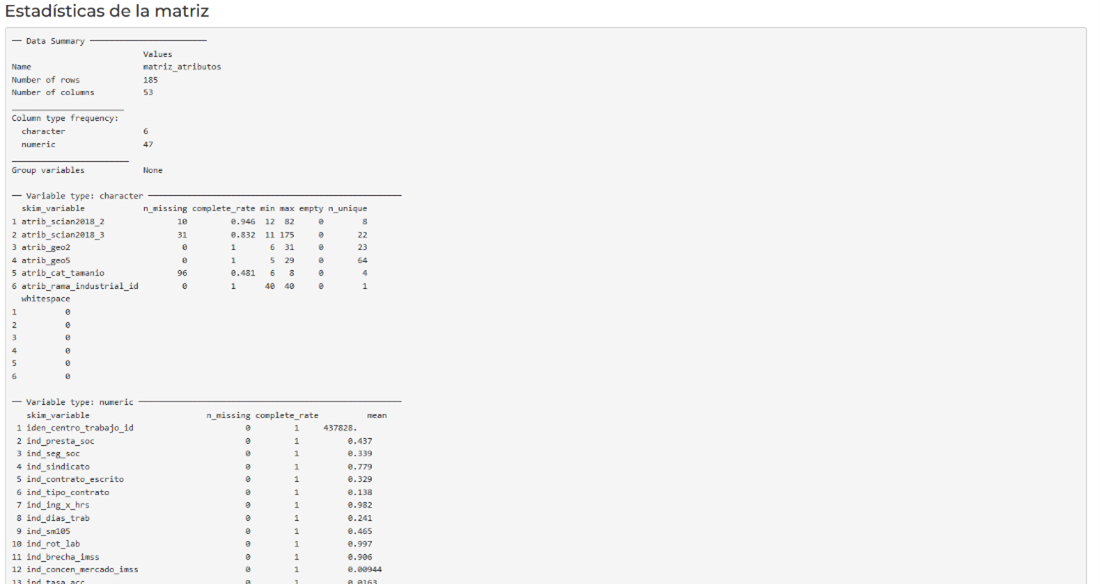 Estadísticas de la matriz
── Data Summary ────────────────────────
                           Values
Name                       matriz_atributos
Number of rows             185
Number of columns          53
_______________________
Column type frequency:
  character                6
  numeric                  47
________________________
Group variables            None
── Variable type: character ────────────────────────────────────────────────────
  skim_variable            n_missing complete_rate min max empty n_unique
1 atrib_scian2018_2               10         0.946  12  82     0        8
2 atrib_scian2018_3               31         0.832  11 175     0       22
3 atrib_geo2                       0         1       6  31     0       23
4 atrib_geo5                       0         1       5  29     0       64
5 atrib_cat_tamanio               96         0.481   6   8     0        4
6 atrib_rama_industrial_id         0         1      40  40     0        1
  whitespace
1          0
2          0
3          0
4          0
5          0
6          0
── Variable type: numeric ──────────────────────────────────────────────────────
   skim_variable                        n_missing complete_rate          mean
 1 iden_centro_trabajo_id                       0             1 437828.
 2 ind_presta_soc                               0             1      0.437
 3 ind_seg_soc                                  0             1      0.339
 4 ind_sindicato                                0             1      0.779
 5 ind_contrato_escrito                         0             1      0.329
 6 ind_tipo_contrato                            0             1      0.138
 7 ind_ing_x_hrs                                0             1      0.982
 8 ind_dias_trab                                0             1      0.241
 9 ind_sm105                                    0             1      0.465
10 ind_rot_lab                                  0             1      0.997
11 ind_brecha_imss                              0             1      0.906
12 ind_concen_mercado_imss                      0             1      0.00944
13 ind_tasa_acc                                 0             1      0.0163